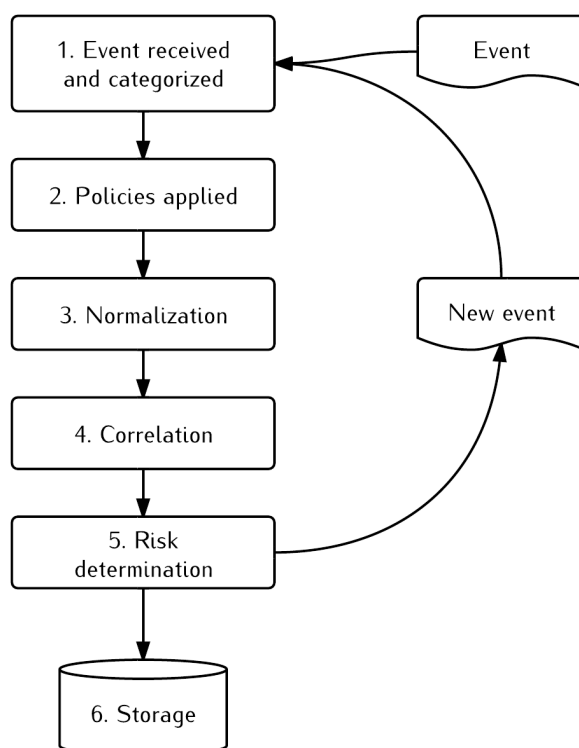 1. Event received
and categorized
Event
2. Policies applied
3. Normalization
New event
4. Correlation
5. Risk
determination
6. Storage